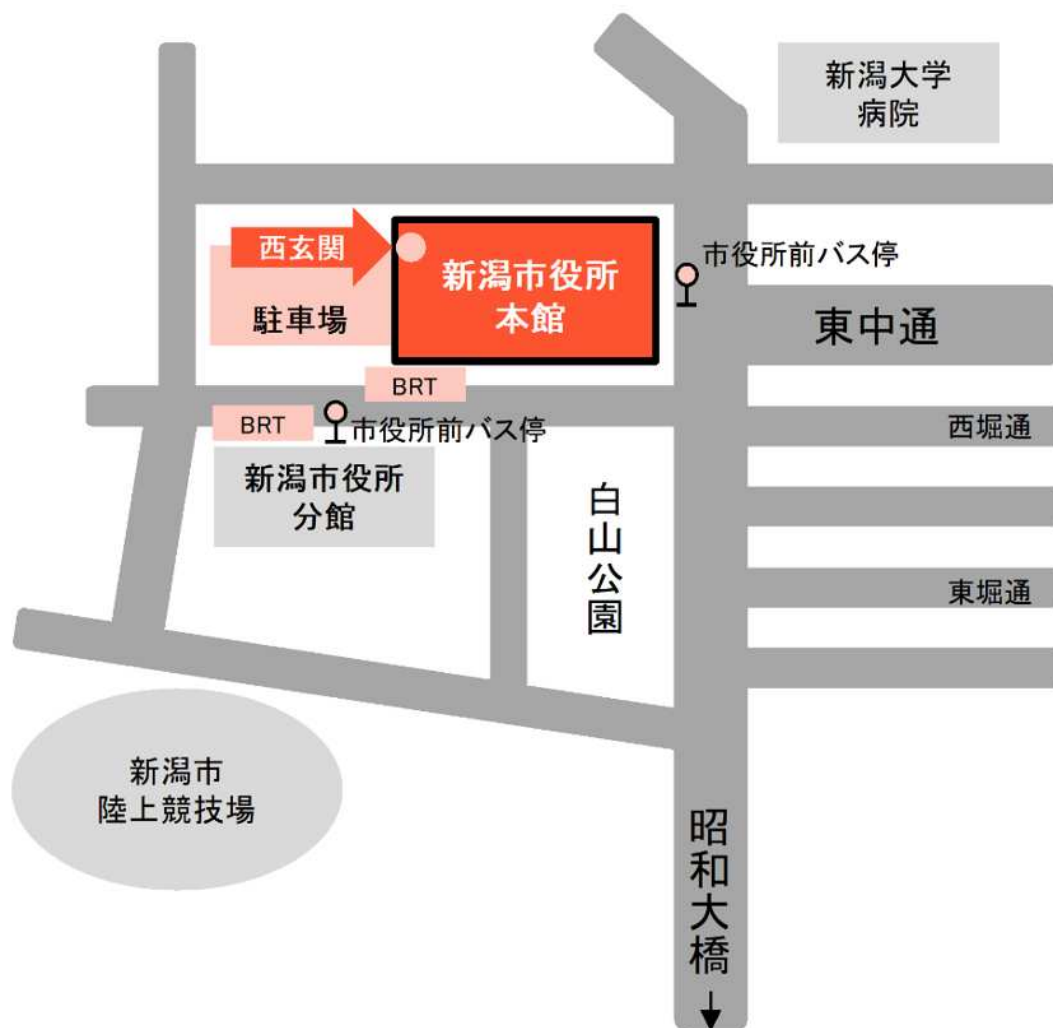 新潟大学
病院
西玄関
新潟市役所
本館
市役所前バス停
駐車場
東中通
BRT
BRT
市役所前バス停
西堀通
新潟市役所
分館
白山公園
東堀通
新潟市
陸上競技場
昭和大橋